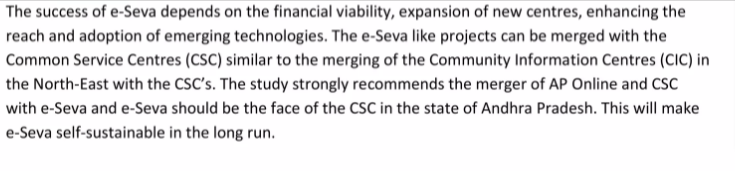 The success of e-Seva depends on the financial viability, expansion of new centres, enhancing the
reach and adoption of emerging technologies. The e-Seva like projects can be merged with the
Common Service Centres (CSC) similar to the merging of the Community Information Centres (CIC) in
the North-East with the CSC's. The study strongly recommends the merger of AP Online and CSC
with e-Seva and e-Seva should be the face of the CSC in the state of Andhra Pradesh. This will make
e-Seva self-sustainable in the long run.